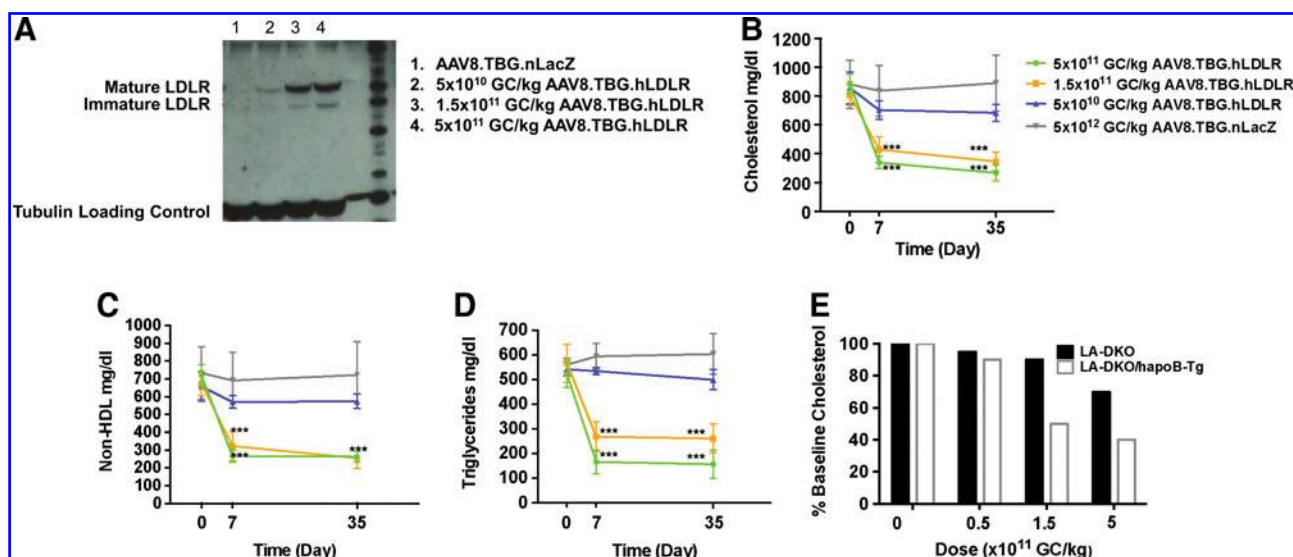 A
1 2 3 4
Mature LDLR
Immature LDLR
Tubulin Loading Control
1. AAV8.TBG.nLacZ
2. 5x10¹⁰ GC/kg AAV8.TBG.hLDLR
3. 1.5x10¹¹ GC/kg AAV8.TBG.hLDLR
4. 5x10¹¹ GC/kg AAV8.TBG.hLDLR
B
Cholesterol mg/dl
1200
1000
800
600
400
200
0
*** ***
*** ***
0 7 35
Time (Day)
5x10¹¹ GC/kg AAV8.TBG.hLDLR
1.5x10¹¹ GC/kg AAV8.TBG.hLDLR
5x10¹⁰ GC/kg AAV8.TBG.hLDLR
5x10¹² GC/kg AAV8.TBG.nLacZ
C
Non-HDL mg/dl
1000
900
800
700
600
500
400
300
200
100
0
***
*** ***
0 7 35
Time (Day)
D
Triglycerides mg/dl
700
600
500
400
300
200
100
0
*** ***
*** ***
0 7 35
Time (Day)
E
% Baseline Cholesterol
100
80
60
40
20
0
LA-DKO
LA-DKO/hapoB-Tg
0 0.5 1.5 5
Dose (x10¹¹ GC/kg)